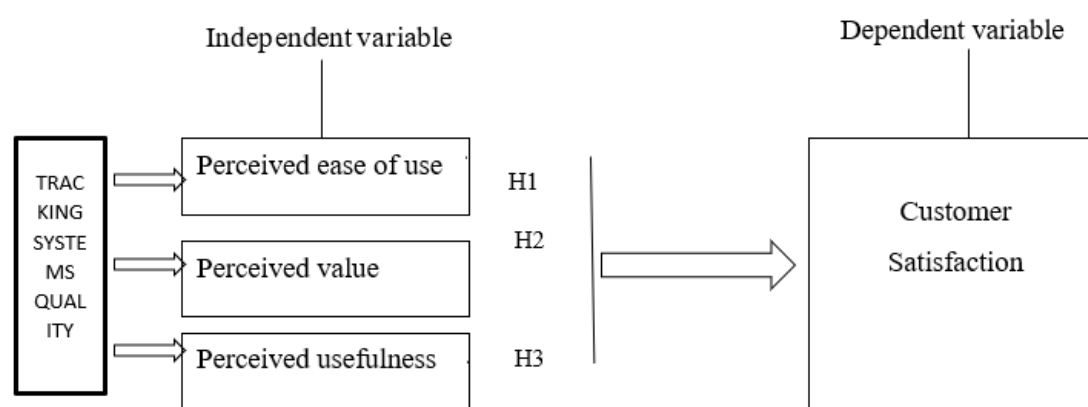 Independent variable
Dependent variable
TRAC
KING
SYSTE
MS
QUAL
ITY
Perceived ease of use
H1
H2
Perceived value
Perceived usefulness
H3
Customer
Satisfaction